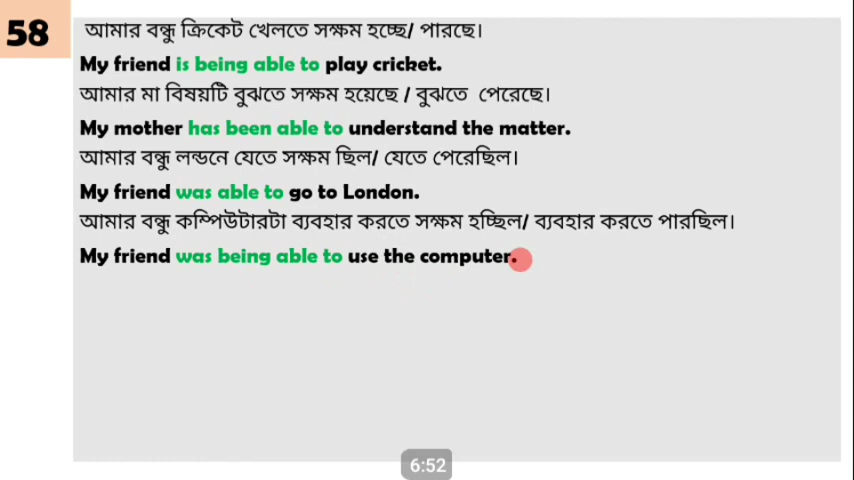 58
আমার বন্ধু ক্রিকেট খেলতে সক্ষম হচ্ছে/ পারছে।
My friend is being able to play cricket.
আমার মা বিষয়টি বুঝতে সক্ষম হয়েছে / বুঝতে পেরেছে।
My mother has been able to understand the matter.
আমার বন্ধু লন্ডনে যেতে সক্ষম ছিল/ যেতে পেরেছিল।
My friend was able to go to London.
আমার বন্ধু কম্পিউটারটা ব্যবহার করতে সক্ষম হচ্ছিল/ ব্যবহার করতে পারছিল।
My friend was being able to use the computer.
6:52